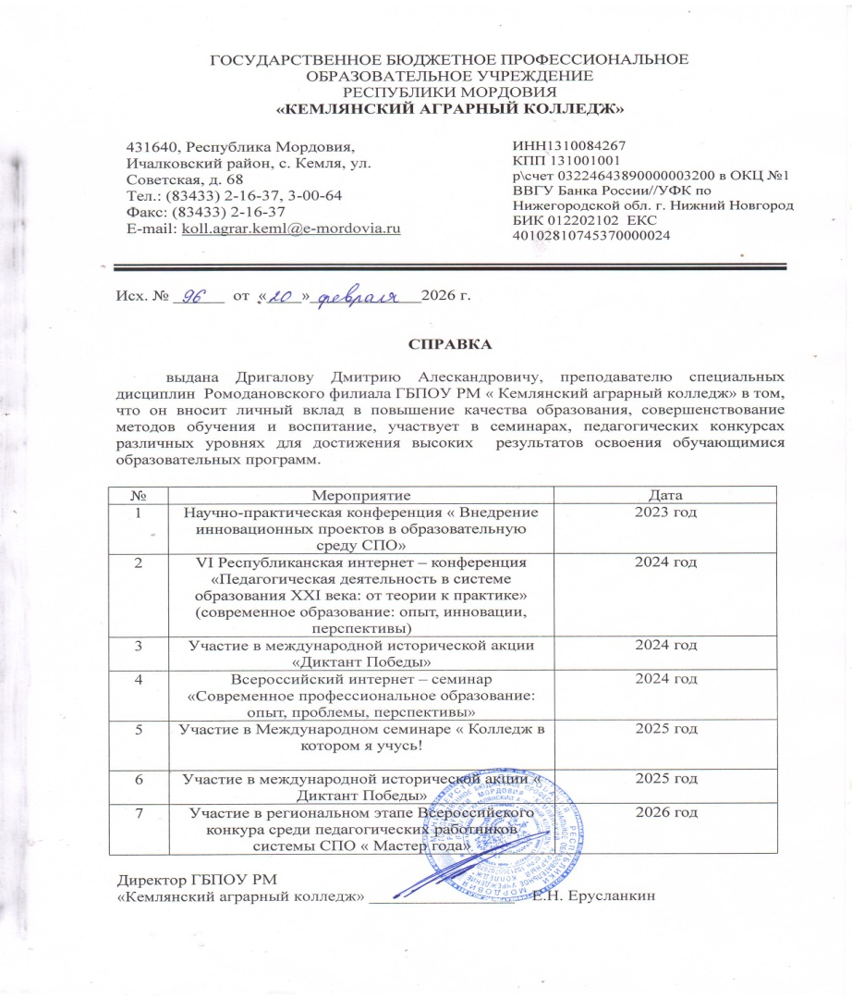 ГОСУДАРСТВЕННОЕ БЮДЖЕТНОЕ ПРОФЕССИОНАЛЬНОЕ
ОБРАЗОВАТЕЛЬНОЕ УЧРЕЖДЕНИЕ
РЕСПУБЛИКИ МОРДОВИЯ
«КЕМЛЯНСКИЙ АГРАРНЫЙ КОЛЛЕДЖ»
431640, Республика Мордовия,
Ичалковский район, с. Кемля, ул.
Советская, д. 68
Тел.: (83433) 2-16-37, 3-00-64
Факс: (83433) 2-16-37
E-mail: koll.agrar.keml@e-mordovia.ru
ИНН1310084267
КПП 131001001
р\счет 03224643890000003200 в ОКЦ №1
ВВГУ Банка России//УФК по
Нижегородской обл. г. Нижний Новгород
БИК 012202102 ЕКС
40102810745370000024
Исх. № 96 от «20» февраля 2026 г.
СПРАВКА
выдана Дригалову Дмитрию Алескандровичу, преподавателю специальных
дисциплин Ромодановского филиала ГБПОУ РМ « Кемлянский аграрный колледж» в том,
что он вносит личный вклад в повышение качества образования, совершенствование
методов обучения и воспитание, участвует в семинарах, педагогических конкурсах
различных уровнях для достижения высоких результатов освоения обучающимися
образовательных программ.
№ Мероприятие Дата
1 Научно-практическая конференция « Внедрение 2023 год
инновационных проектов в образовательную
среду СПО»
2 VI Республиканская интернет – конференция 2024 год
«Педагогическая деятельность в системе
образования XXI века: от теории к практике»
(современное образование: опыт, инновации,
перспективы)
3 Участие в международной исторической акции 2024 год
«Диктант Победы»
4 Всероссийский интернет – семинар 2024 год
«Современное профессиональное образование:
опыт, проблемы, перспективы»
5 Участие в Международном семинаре « Колледж в 2025 год
котором я учусь!
6 Участие в международной исторической акции « 2025 год
Диктант Победы»
7 Участие в региональном этапе Всероссийского 2026 год
конкура среди педагогических работников
системы СПО « Мастер года»
Директор ГБПОУ РМ
«Кемлянский аграрный колледж» Е.Н. Ерусланкин